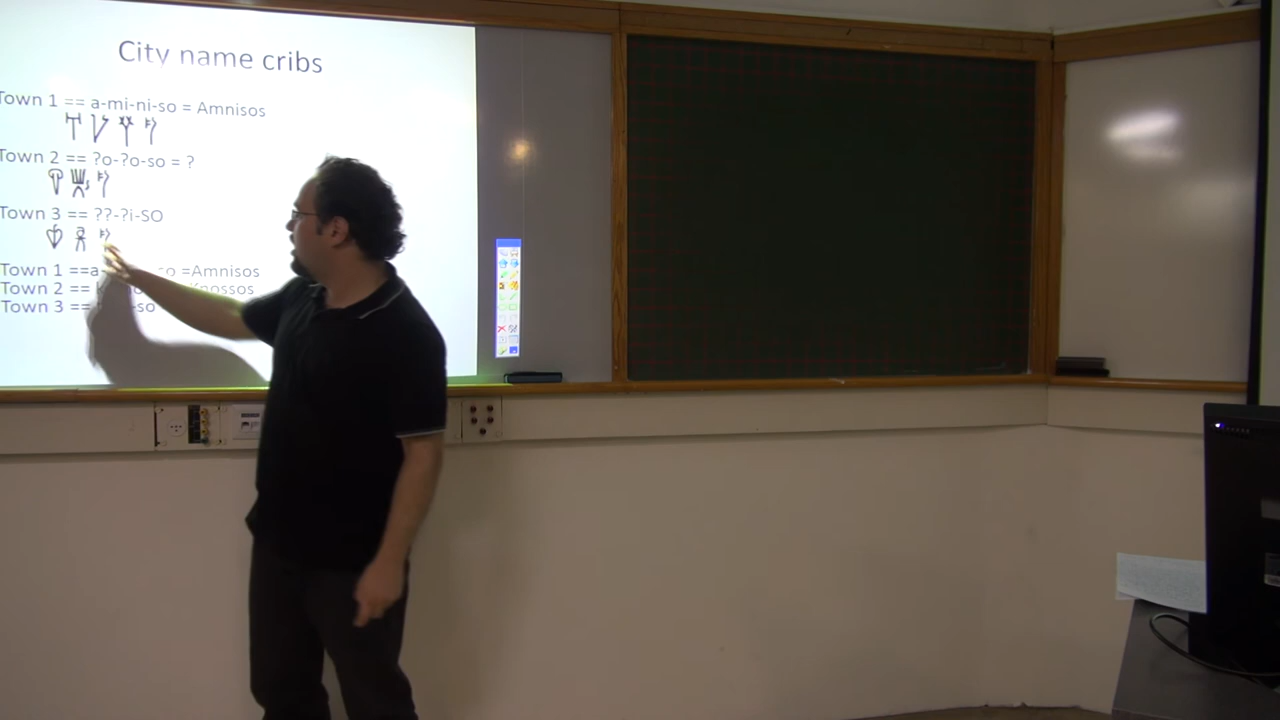 City name cribs
Town 1 == a-mi-ni-so = Amnisos
Town 2 == ?o-?o-so = ?
Town 3 == ??-?i-SO
Town 1 ==a- so =Amnisos
Town 2 == Knossos
Town 3 == -so